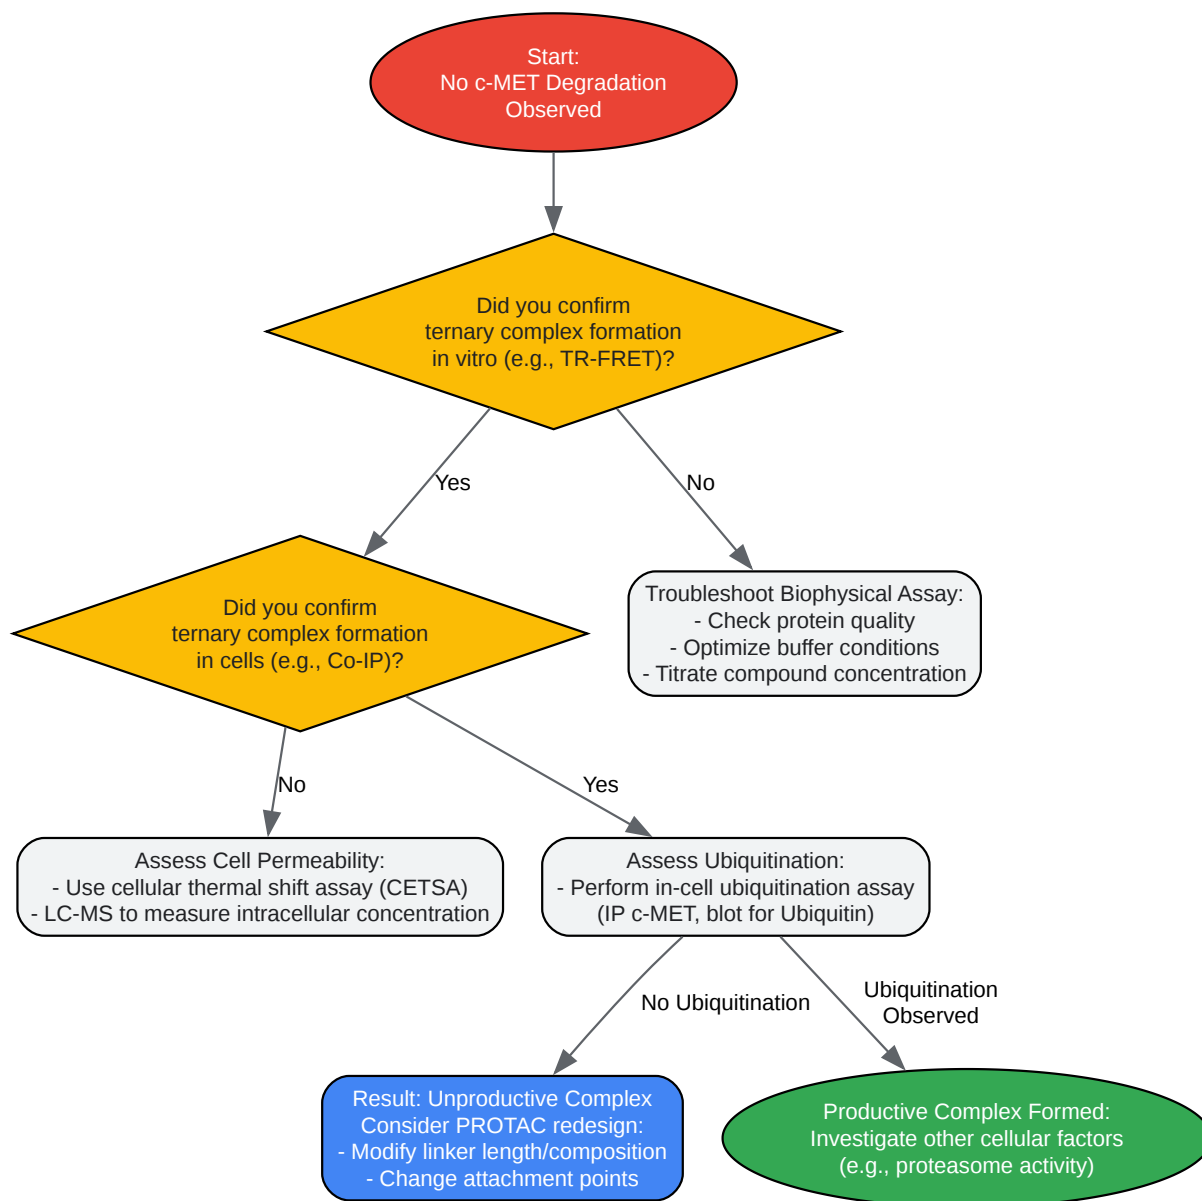 Start:
No c-MET Degradation
Observed
Did you confirm
ternary complex formation
in vitro (e.g., TR-FRET)?
Yes
No
Did you confirm
ternary complex formation
in cells (e.g., Co-IP)?
Troubleshoot Biophysical Assay:
- Check protein quality
- Optimize buffer conditions
- Titrate compound concentration
No
Yes
Assess Cell Permeability:
- Use cellular thermal shift assay (CETSA)
- LC-MS to measure intracellular concentration
Assess Ubiquitination:
- Perform in-cell ubiquitination assay
(IP c-MET, blot for Ubiquitin)
No Ubiquitination
Ubiquitination
Observed
Result: Unproductive Complex
Consider PROTAC redesign:
- Modify linker length/composition
- Change attachment points
Productive Complex Formed:
Investigate other cellular factors
(e.g., proteasome activity)